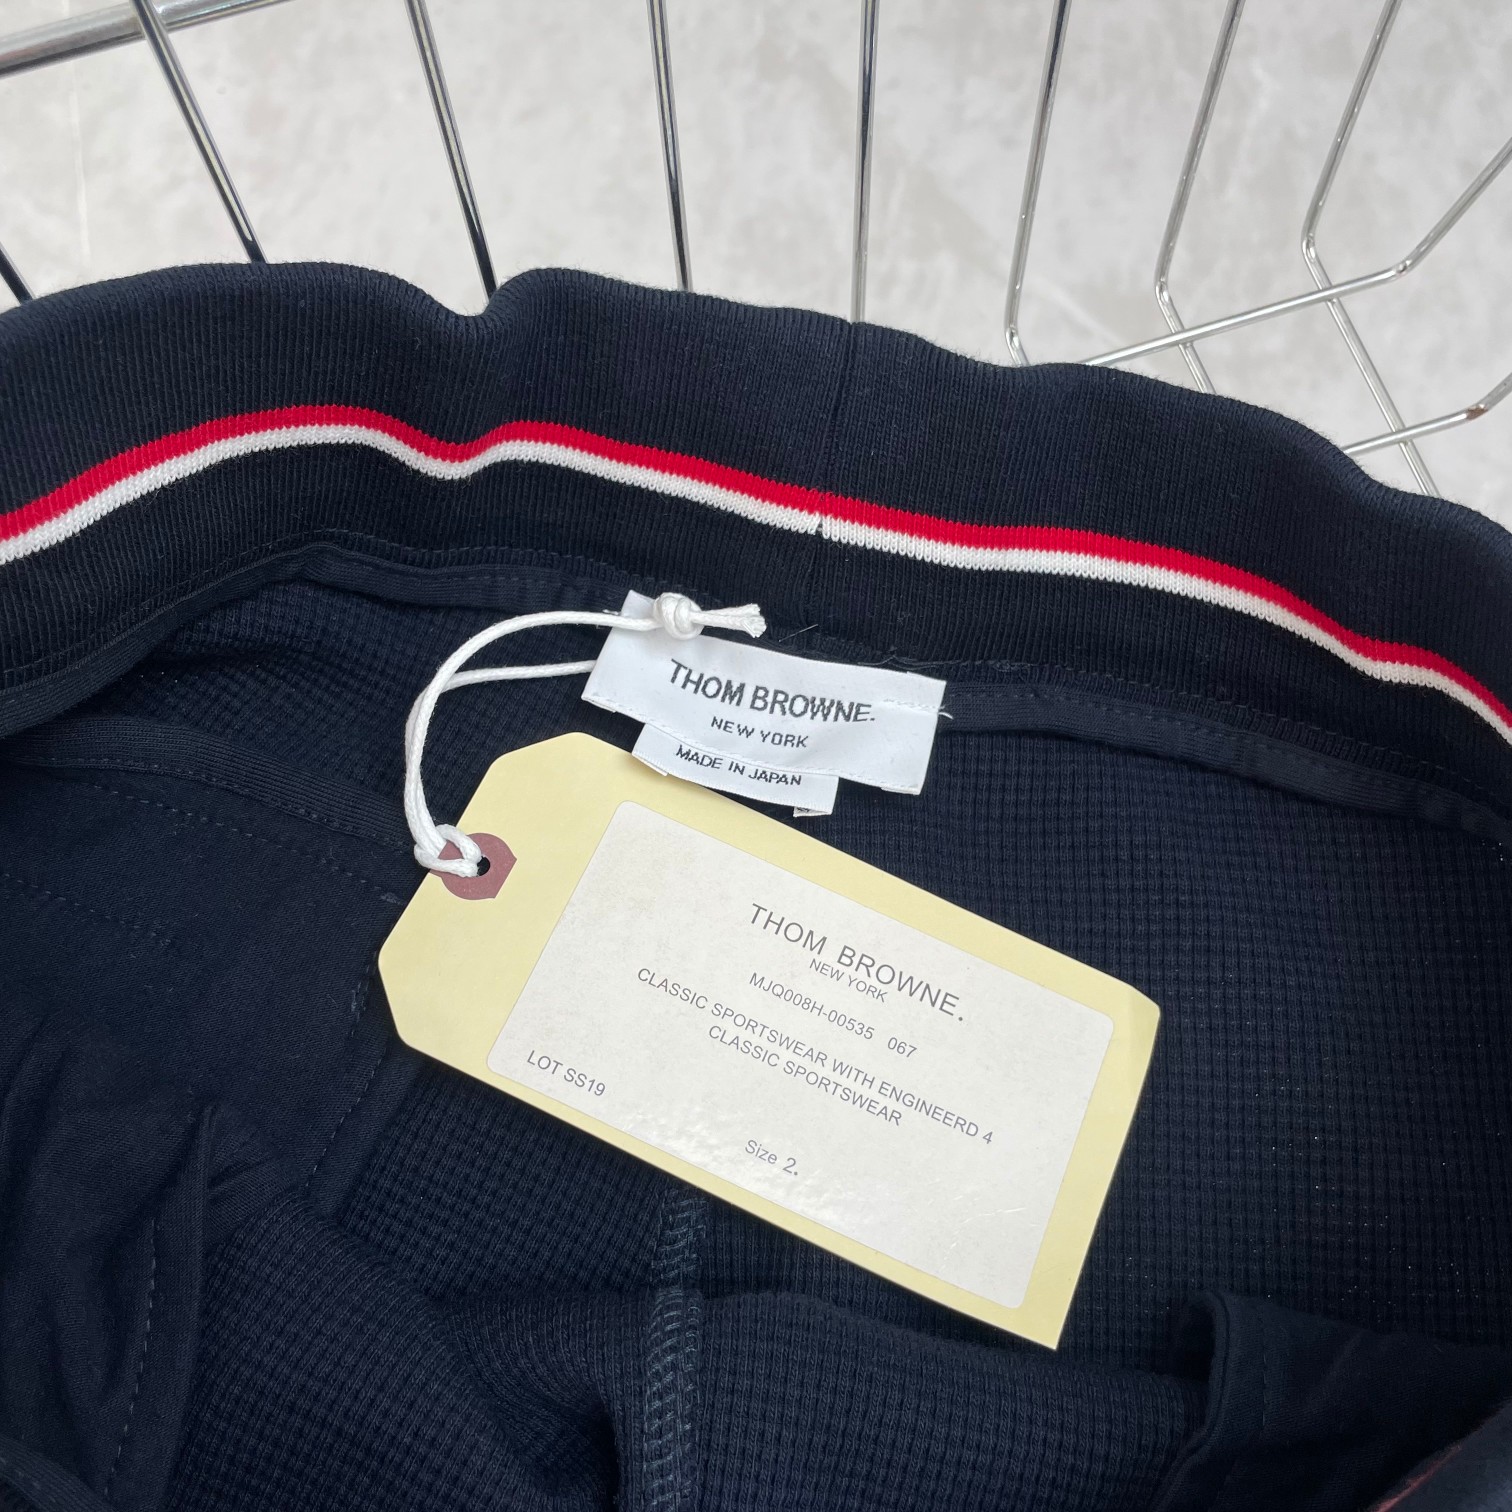 THOM BROWNE.
NEW YORK
MADE IN JAPAN
THOM BROWNE.
NEW YORK
MJQ008H-00535 067
CLASSIC SPORTSWEAR WITH ENGINEERD 4
CLASSIC SPORTSWEAR
LOT SS19
Size 2.